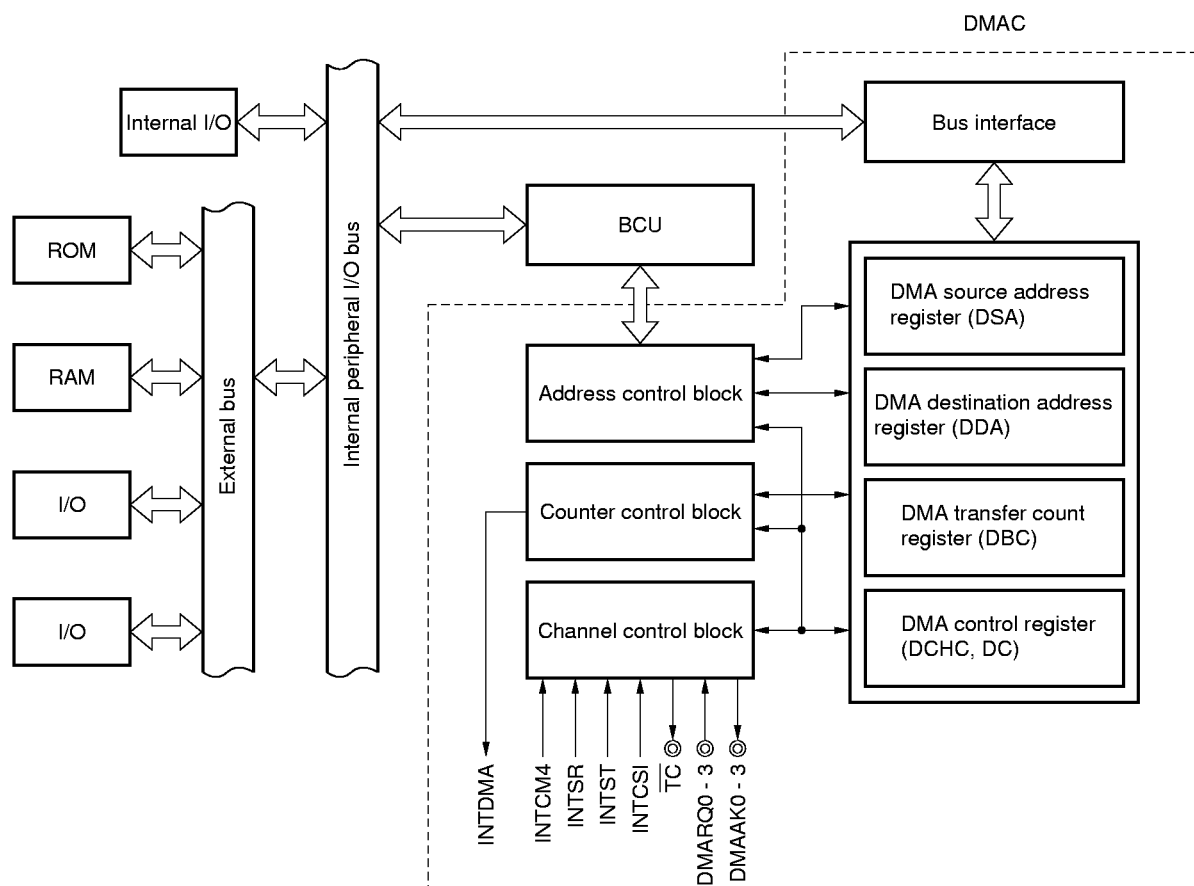 DMAC
Internal I/O
Bus interface
Internal peripheral I/O bus
ROM
BCU
External bus
DMA source address
register (DSA)
RAM
Address control block
DMA destination address
register (DDA)
I/O
Counter control block
DMA transfer count
register (DBC)
I/O
Channel control block
DMA control register
(DCHC, DC)
INTDMA
INTCM4
INTSR
INTST
INTCSI
TC
DMARQ0 - 3
DMAAK0 - 3